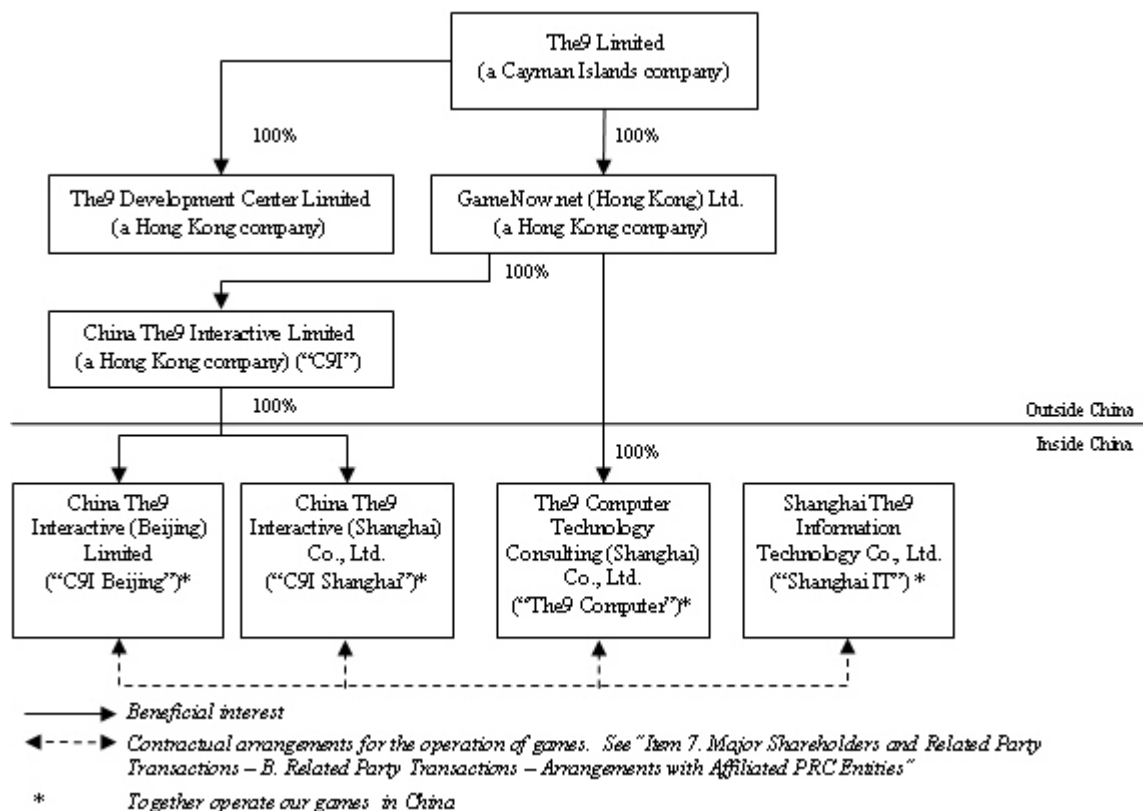 The9 Limited
(a Cayman Islands company)
100%
100%
The9 Development Center Limited
(a Hong Kong company)
GameNow.net (Hong Kong) Ltd.
(a Hong Kong company)
100%
China The9 Interactive Limited
(a Hong Kong company) (“C9I”)
100%
Outside China
Inside China
100%
China The9
Interactive (Beijing)
Limited
(“C9I Beijing”)*
China The9
Interactive (Shanghai)
Co., Ltd.
(“C9I Shanghai”)*
The9 Computer
Technology
Consulting (Shanghai)
Co., Ltd.
(“The9 Computer”)*
Shanghai The9
Information
Technology Co., Ltd.
(“Shanghai IT”) *
Beneficial interest
Contractual arrangements for the operation of games. See “Item 7. Major Shareholders and Related Party
Transactions – B. Related Party Transactions – Arrangements with Affiliated PRC Entities”
* Together operate our games in China